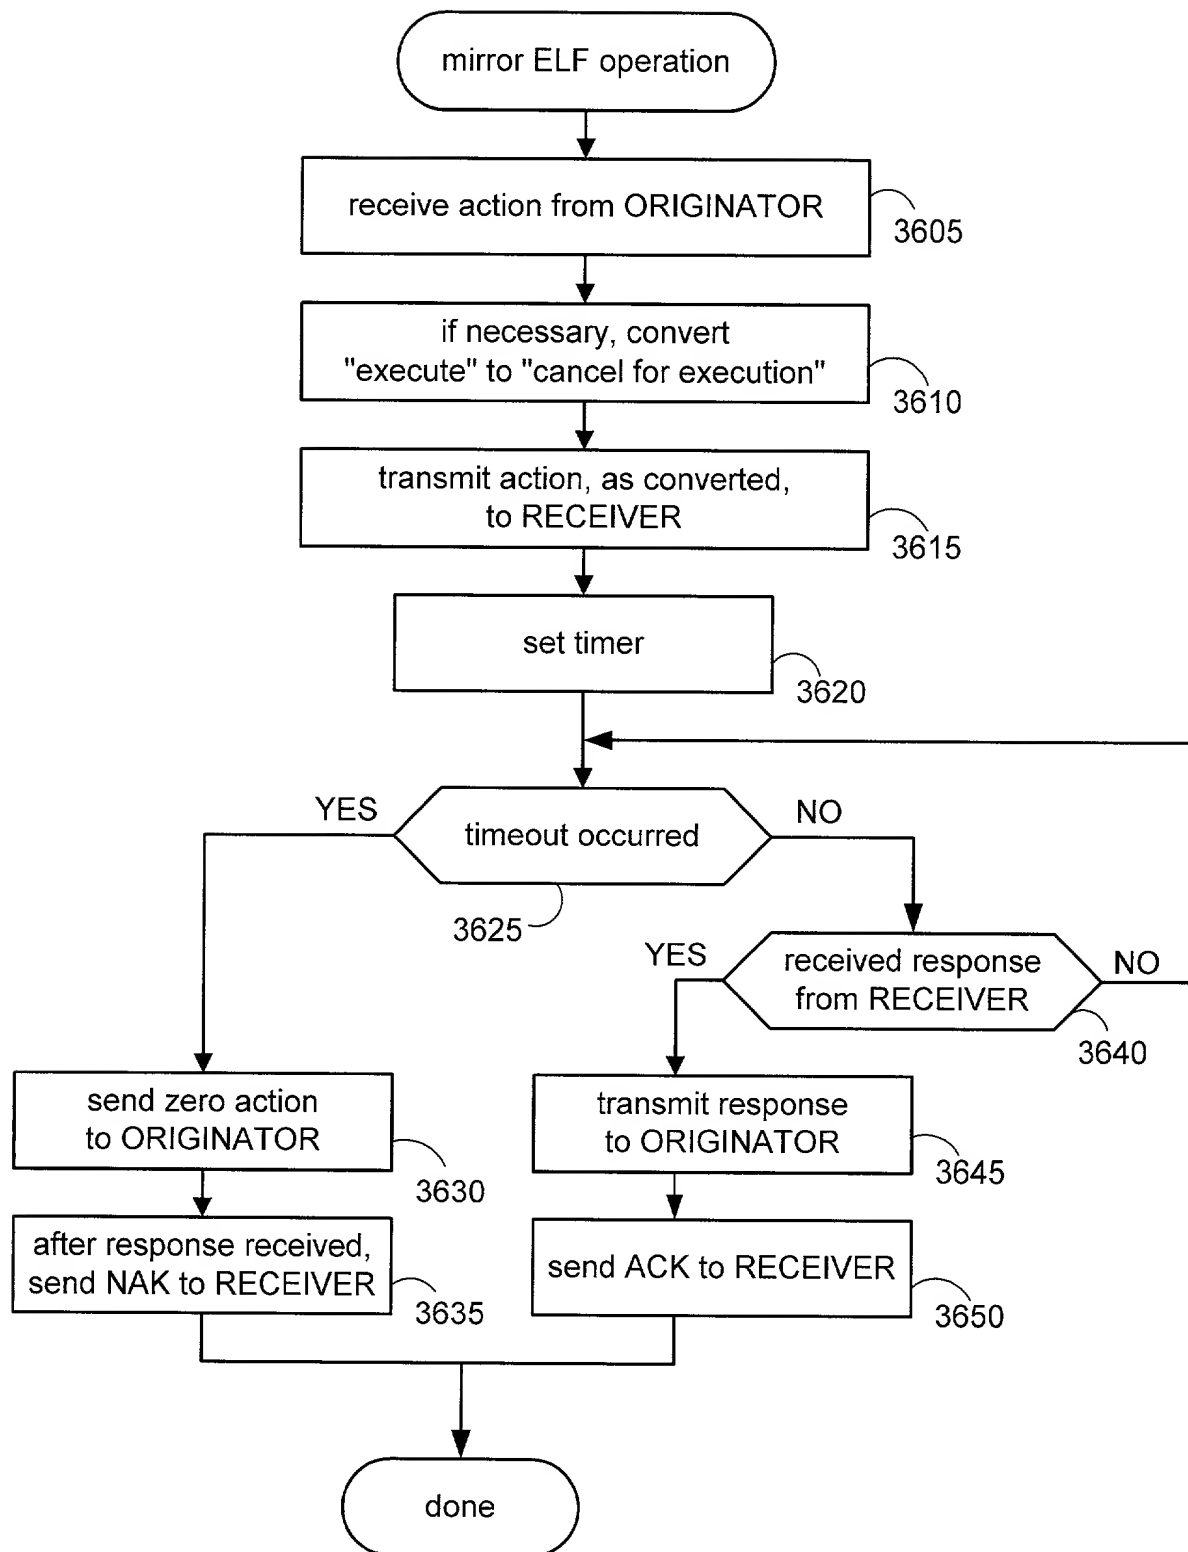 mirror ELF operation
receive action from ORIGINATOR
3605
if necessary, convert
"execute" to "cancel for execution"
3610
transmit action, as converted,
to RECEIVER
3615
set timer
3620
YES
timeout occurred
NO
3625
YES
received response
from RECEIVER
NO
3640
send zero action
to ORIGINATOR
3630
transmit response
to ORIGINATOR
3645
after response received,
send NAK to RECEIVER
3635
send ACK to RECEIVER
3650
done